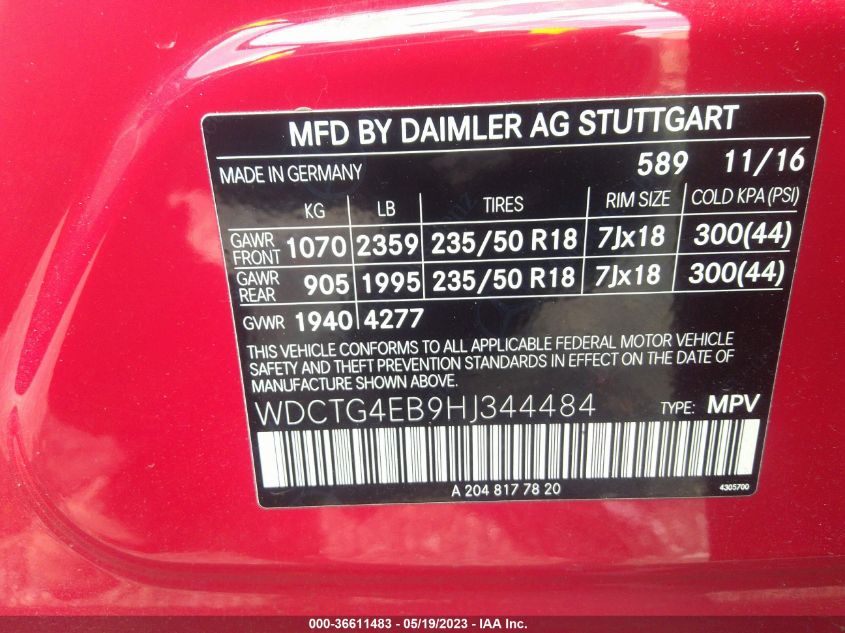 MFD BY DAIMLER AG STUTTGART
MADE IN GERMANY 589 11/16
KG LB TIRES RIM SIZE COLD KPA (PSI)
GAWR FRONT 1070 2359 235/50 R18 7Jx18 300(44)
GAWR REAR 905 1995 235/50 R18 7Jx18 300(44)
GVWR 1940 4277
THIS VEHICLE CONFORMS TO ALL APPLICABLE FEDERAL MOTOR VEHICLE
SAFETY AND THEFT PREVENTION STANDARDS IN EFFECT ON THE DATE OF
MANUFACTURE SHOWN ABOVE.
WDCTG4EB9HJ344484 TYPE: MPV
A 204 817 78 20 4305700
000-36611483 - 05/19/2023 - IAA Inc.